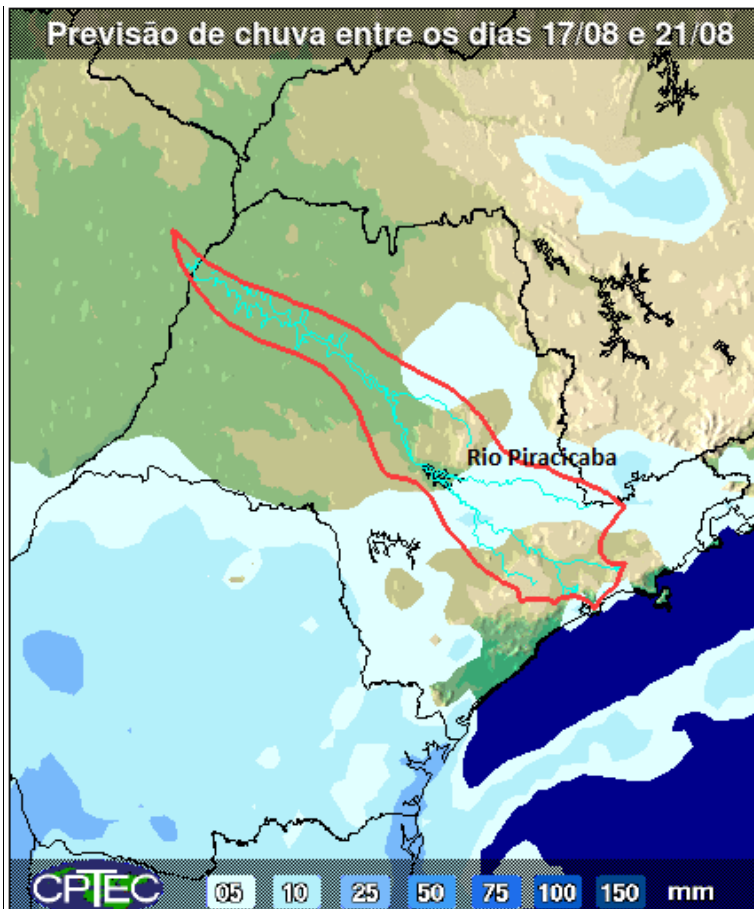 Previsão de chuva entre os dias 17/08 e 21/08
Rio Piracicaba
CPTEC 05 10 25 50 75 100 150 mm